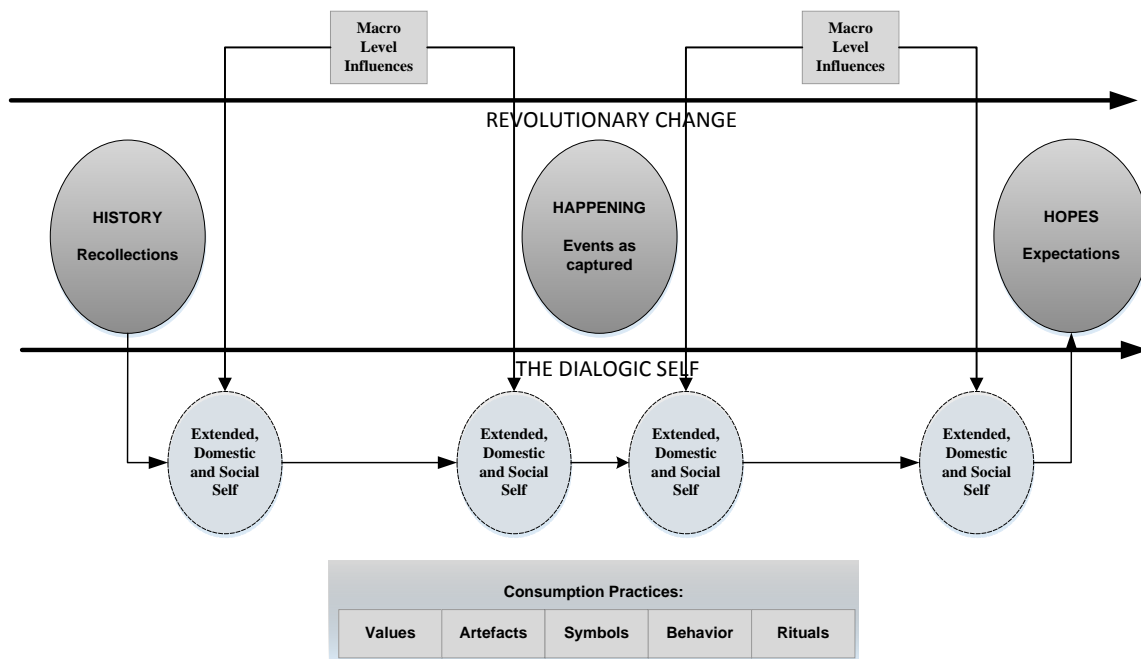 Macro
Level
Influences
Macro
Level
Influences
REVOLUTIONARY CHANGE
HISTORY
Recollections
HAPPENING
Events as
captured
HOPES
Expectations
THE DIALOGIC SELF
Extended,
Domestic
and Social
Self
Extended,
Domestic
and Social
Self
Extended,
Domestic
and Social
Self
Extended,
Domestic
and Social
Self
Consumption Practices:
Values Artefacts Symbols Behavior Rituals